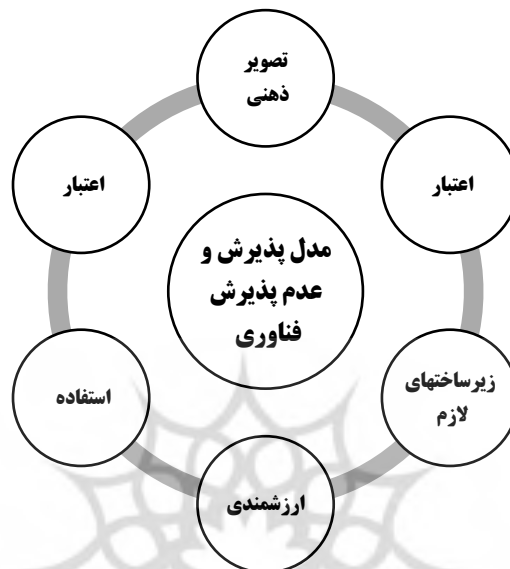 تصویر
ذهنی
اعتبار
زیرساختهای
لازم
ارزشمندی
استفاده
اعتبار
مدل پذیرش و
عدم پذیرش
فناوری